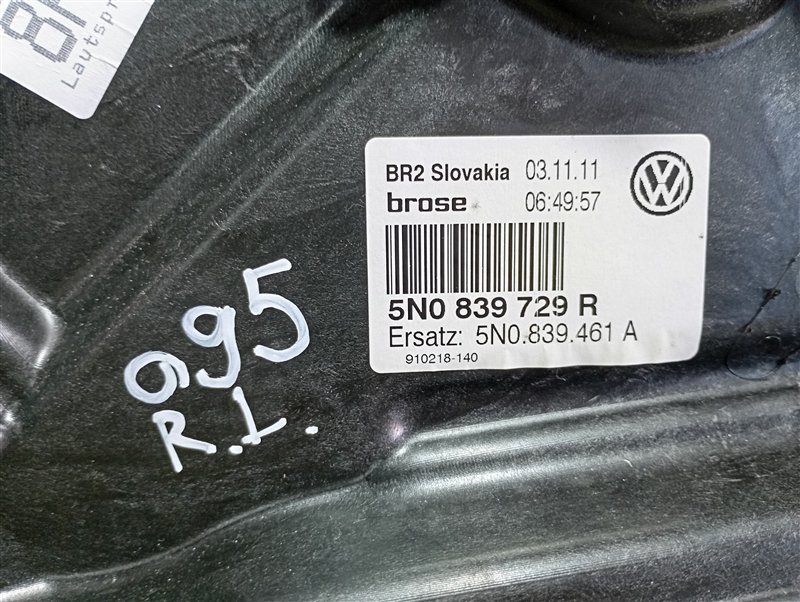 Lautspr
BR2 Slovakia 03.11.11
brose 06:49:57
5N0 839 729 R
Ersatz: 5N0.839.461 A
910218-140
095
R.L.